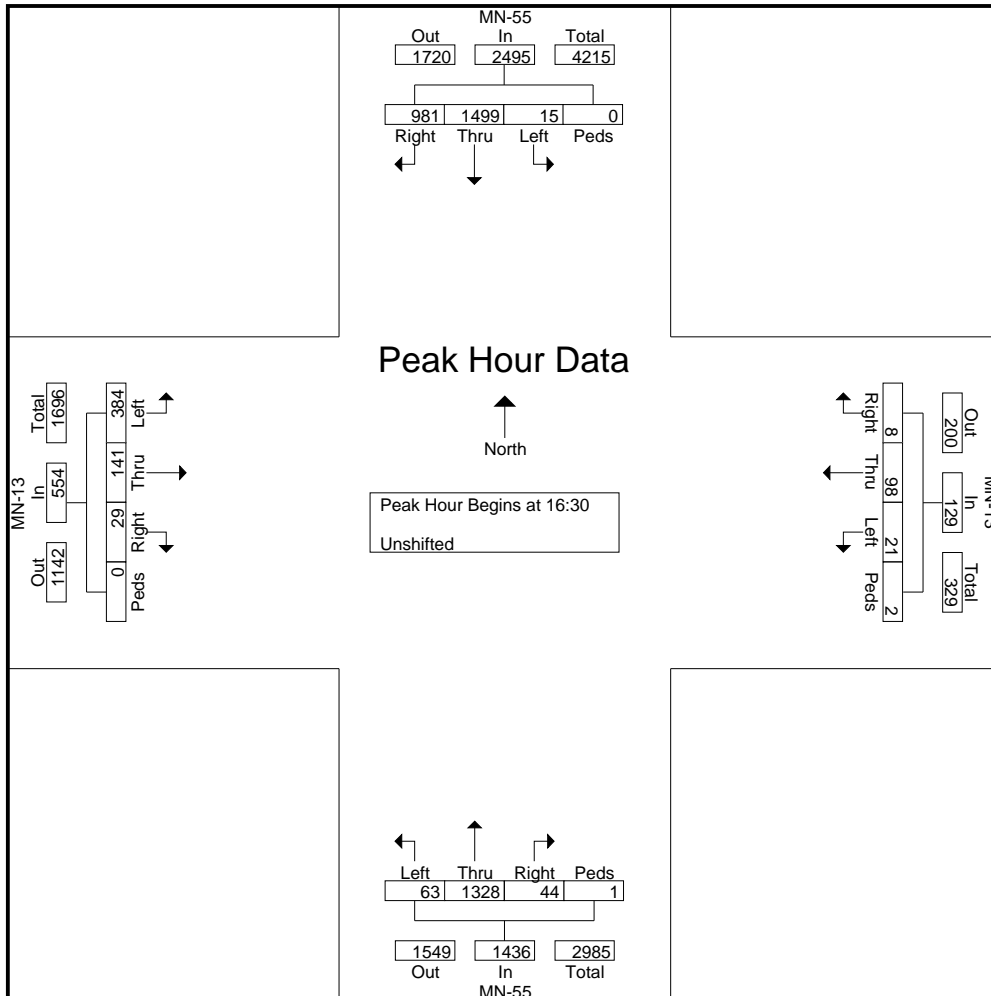 MN-55
Out In Total
1720 2495 4215
981 1499 15 0
Right Thru Left Peds
Peak Hour Data
North
Peak Hour Begins at 16:30
Unshifted
MN-13
Total In Out
1696 554 1142
384 141 29 0
Left Thru Right Peds
Right Thru Left Peds
8 98 21 2
Out In Total
200 129 329
MN-13
Left Thru Right Peds
63 1328 44 1
1549 1436 2985
Out In Total
MN-55